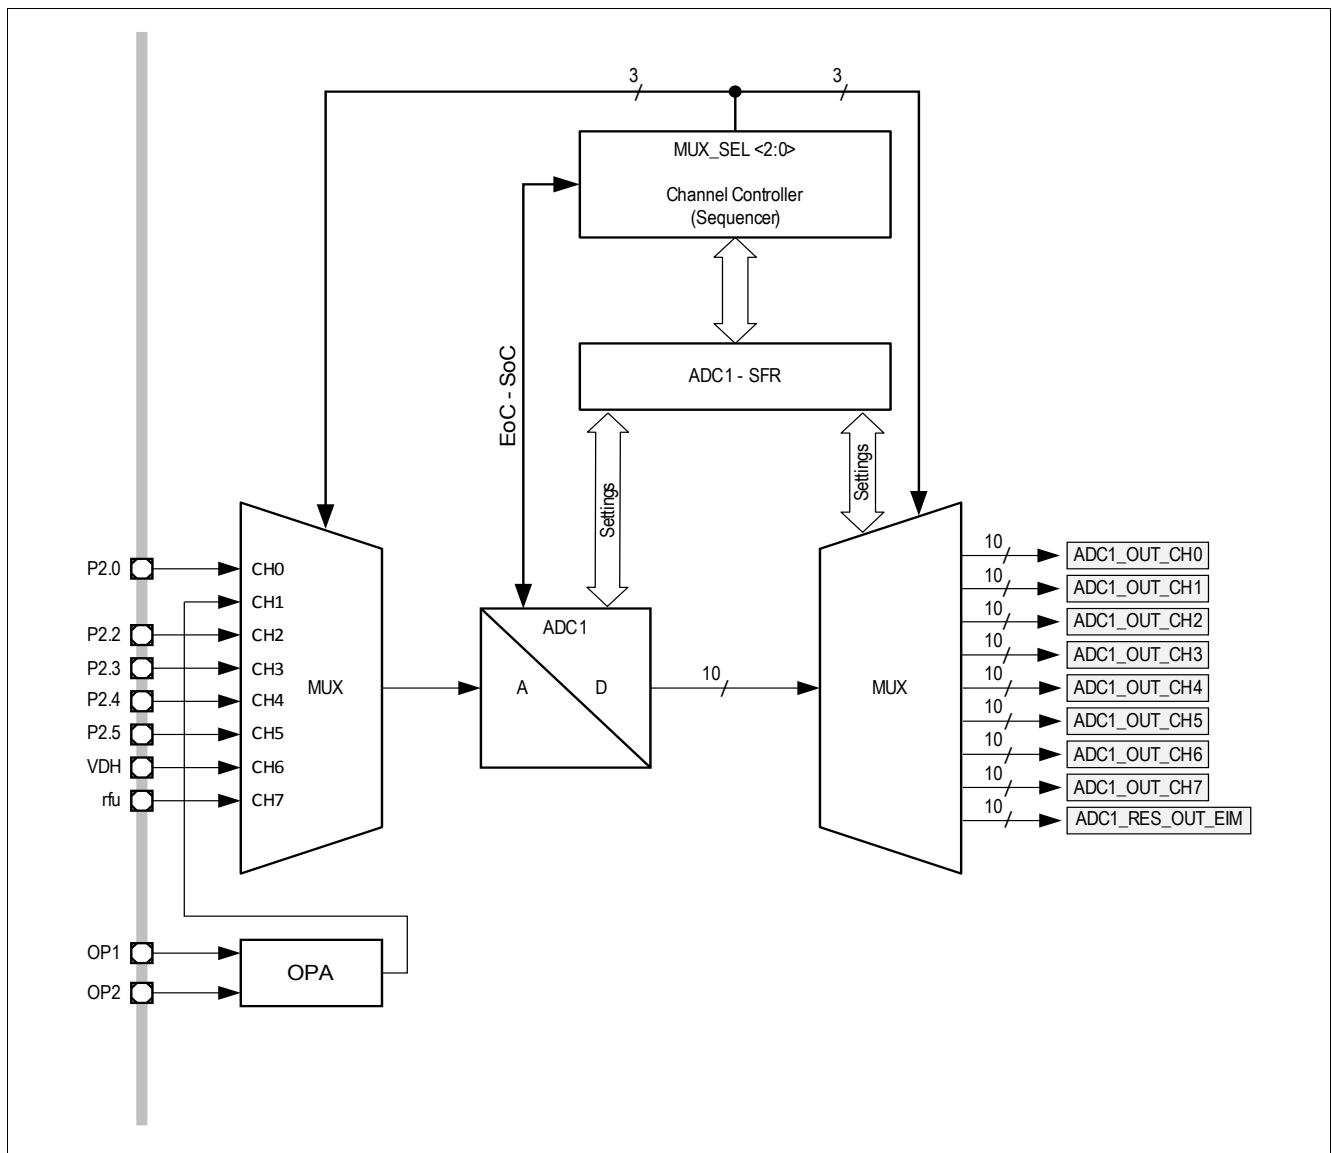 3
3
MUX_SEL <2:0>
Channel Controller
(Sequencer)
EoC - SoC
ADC1 - SFR
Settings
Settings
P2.0
P2.2
P2.3
P2.4
P2.5
VDH
rfu
CH0
CH1
CH2
CH3
CH4
CH5
CH6
CH7
MUX
ADC1
A
D
10
MUX
10
ADC1_OUT_CH0
10
ADC1_OUT_CH1
10
ADC1_OUT_CH2
10
ADC1_OUT_CH3
10
ADC1_OUT_CH4
10
ADC1_OUT_CH5
10
ADC1_OUT_CH6
10
ADC1_OUT_CH7
10
ADC1_RES_OUT_EIM
OP1
OP2
OPA